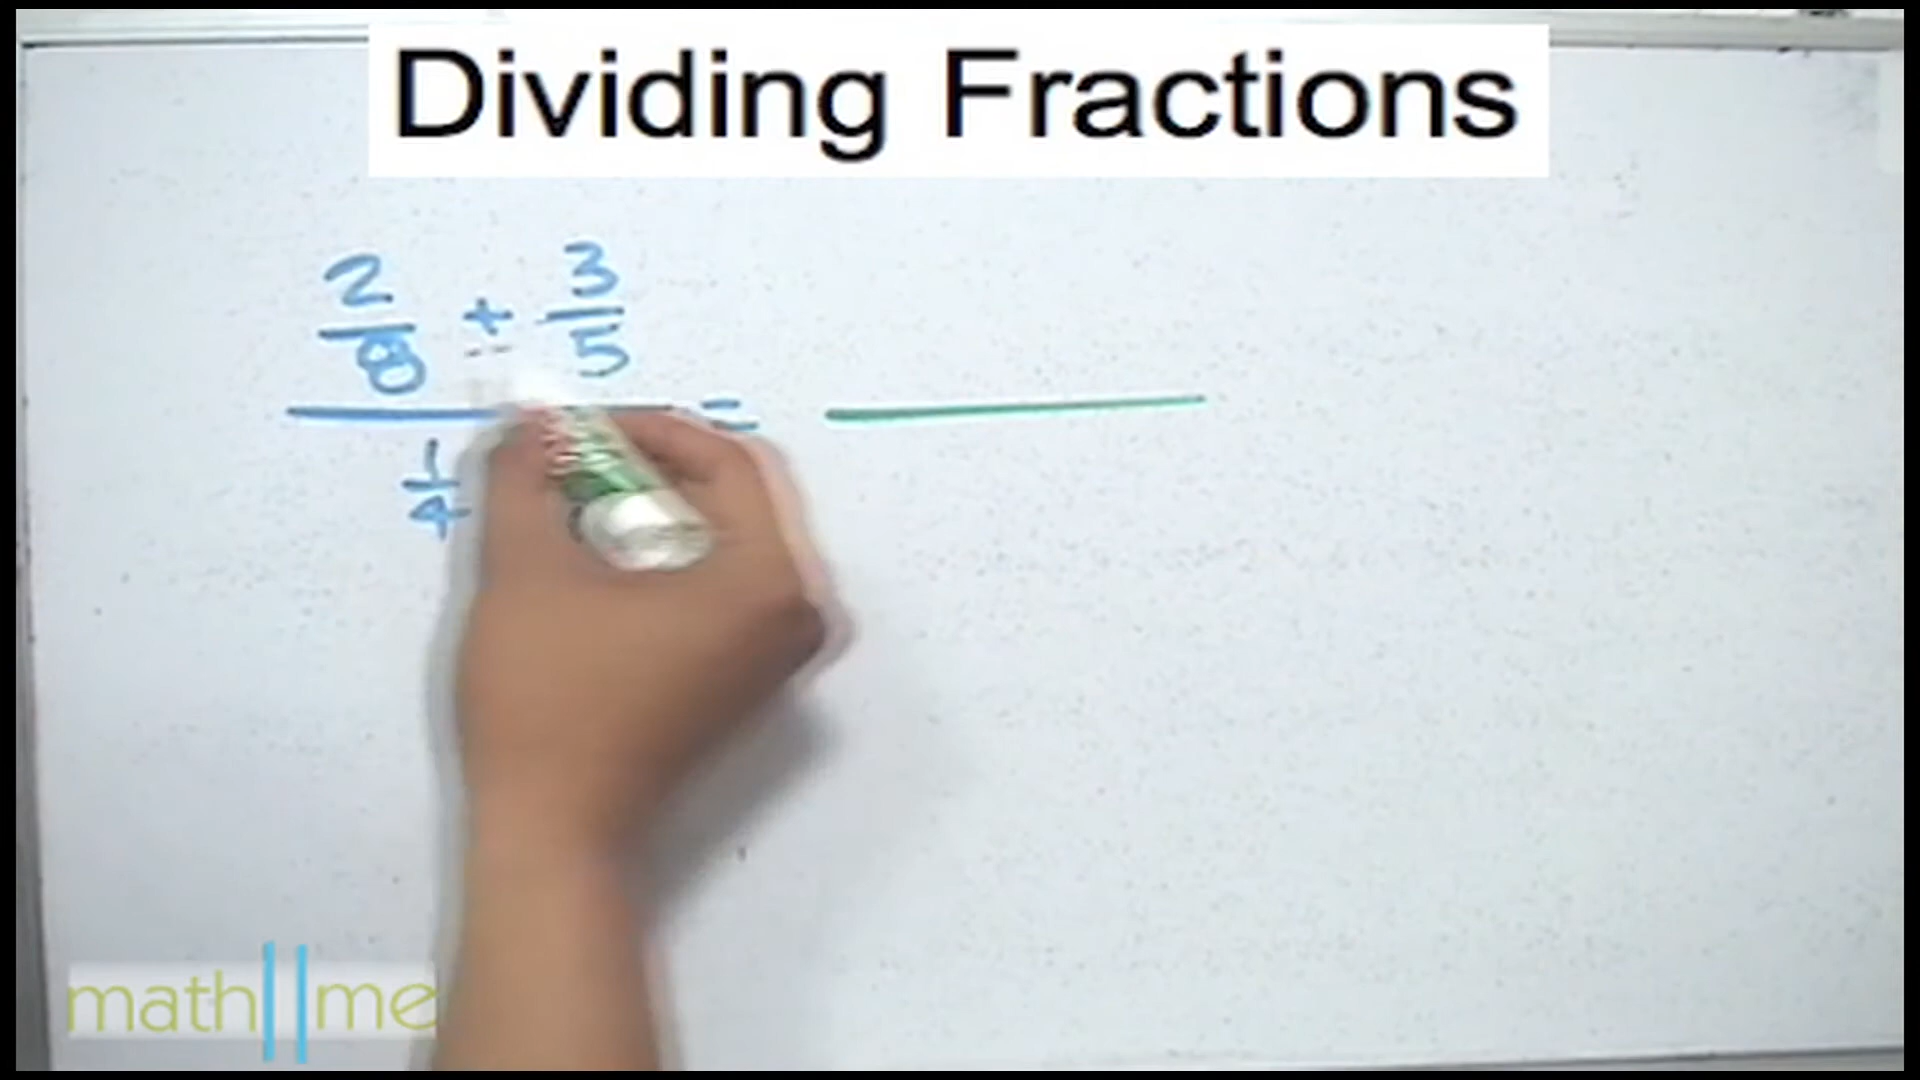 Dividing Fractions
2/8 + 3/5
=
1/4
math||me